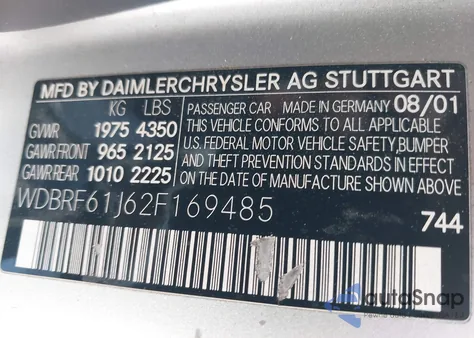 MFD BY DAIMLERCHRYSLER AG STUTTGART
KG LBS
GVWR 1975 4350
GAWR FRONT 965 2125
GAWR REAR 1010 2225
PASSENGER CAR MADE IN GERMANY 08/01
THIS VEHICLE CONFORMS TO ALL APPLICABLE
U.S. FEDERAL MOTOR VEHICLE SAFETY, BUMPER
AND THEFT PREVENTION STANDARDS IN EFFECT
ON THE DATE OF MANUFACTURE SHOWN ABOVE.
WDBRF61J62F169485
744
autoSnap
Powered by